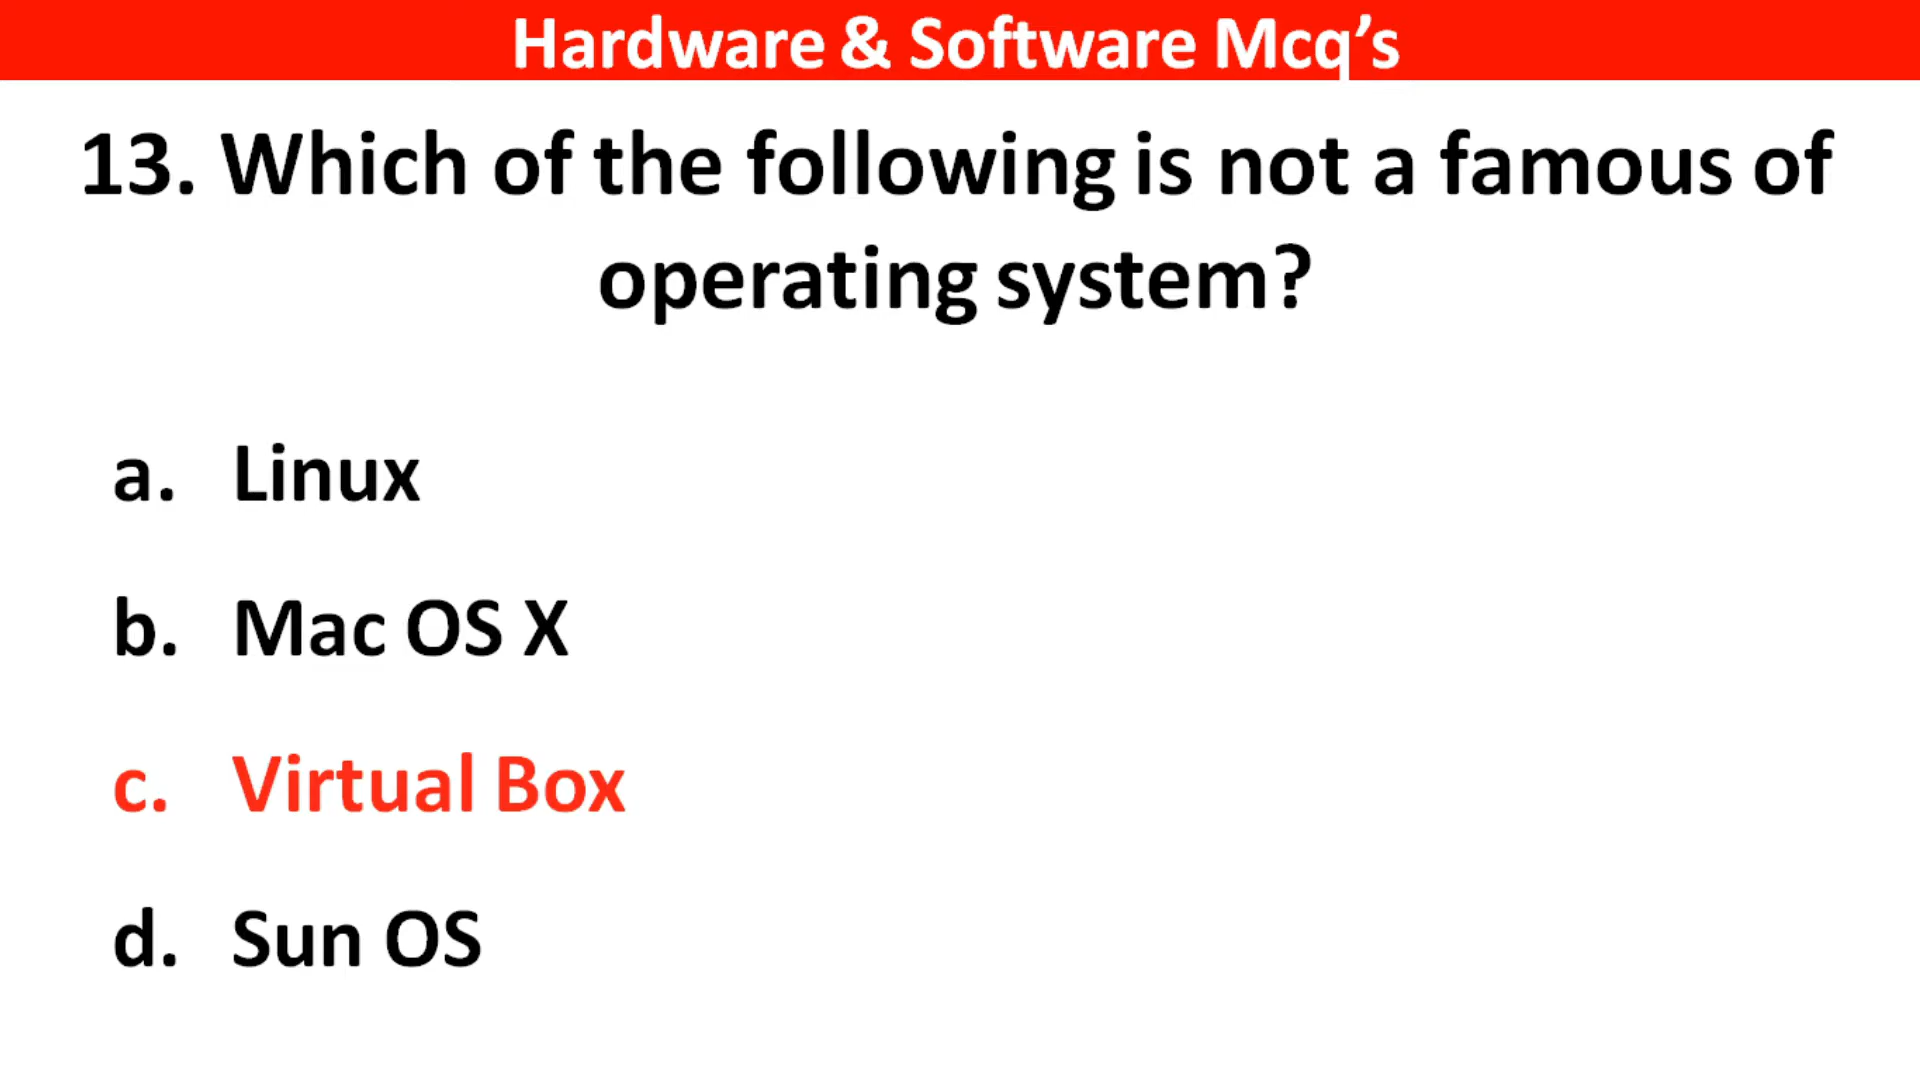 Hardware & Software Mcq’s
13. Which of the following is not a famous of
operating system?
a. Linux
b. Mac OS X
c. Virtual Box
d. Sun OS